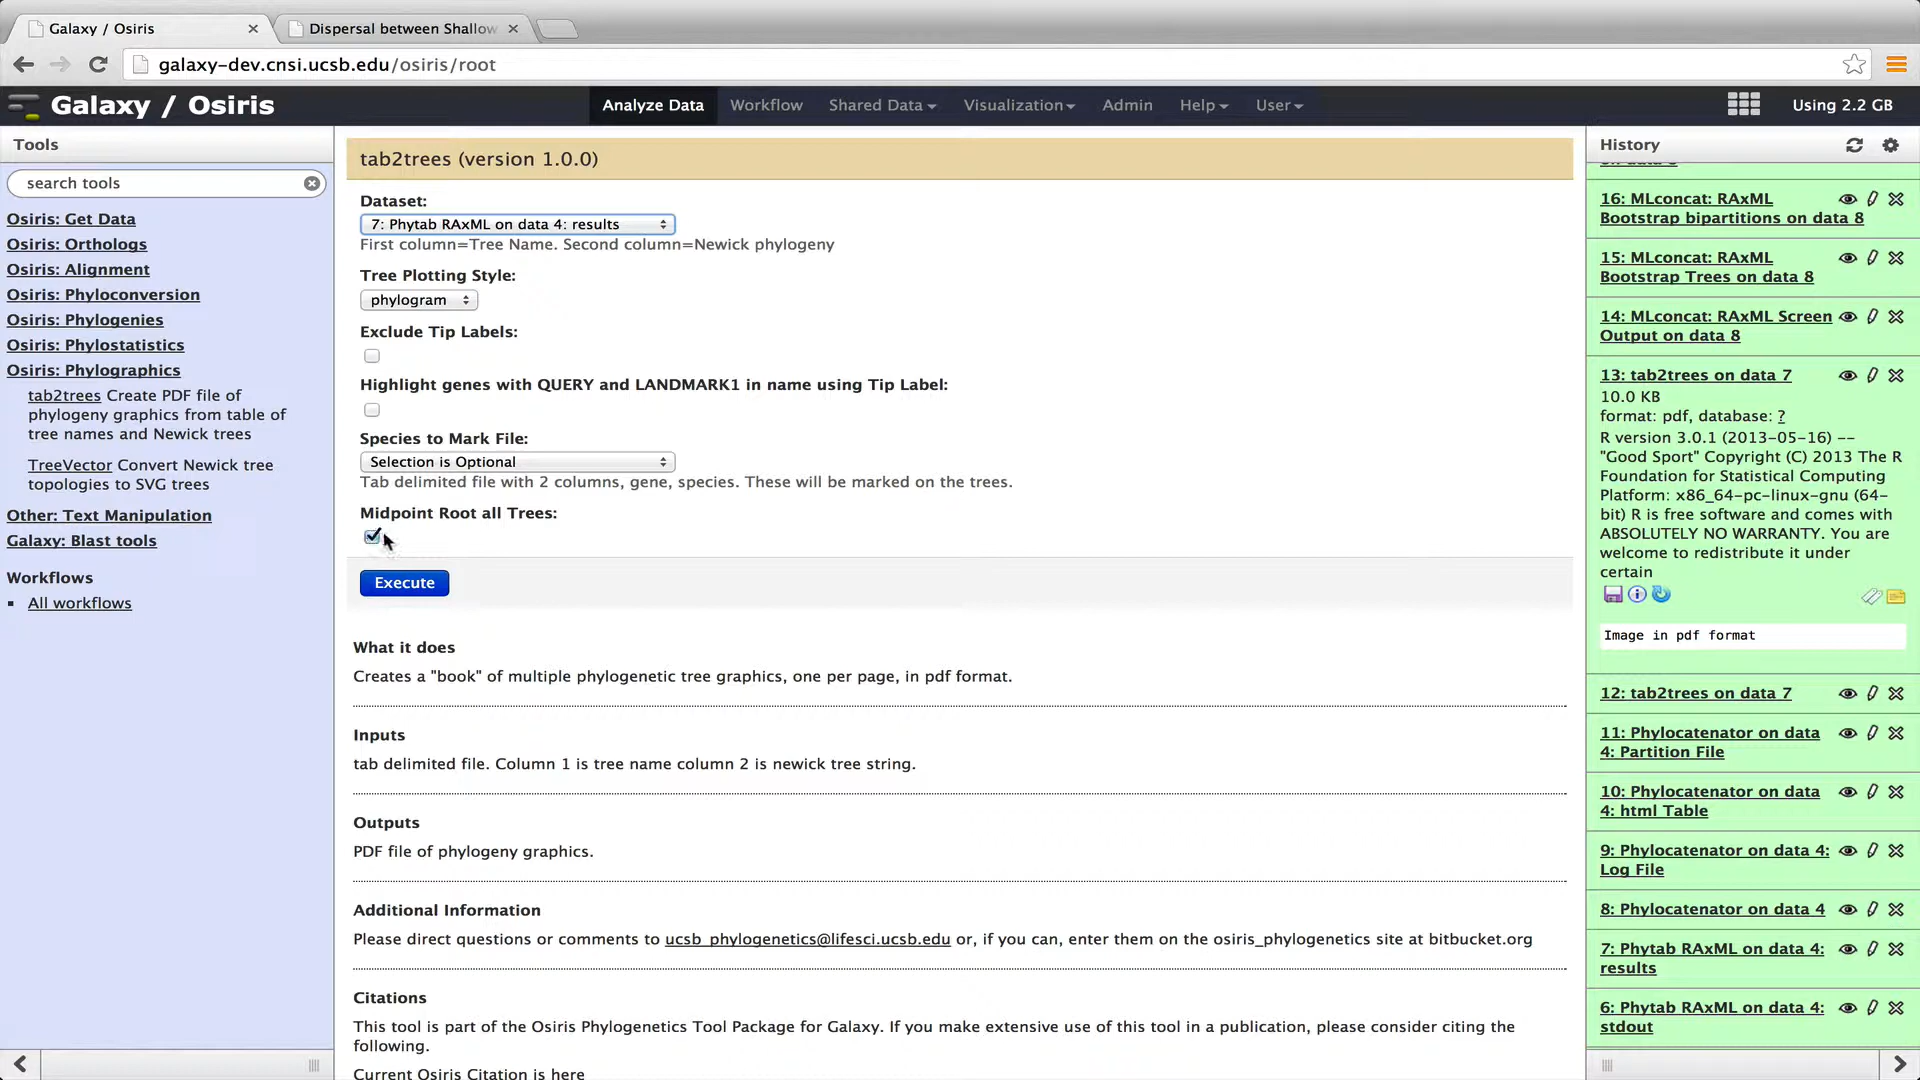 Galaxy / Osiris
Dispersal between Shallow
galaxy-dev.cnsi.ucsb.edu/osiris/root
Galaxy / Osiris
Analyze Data
Workflow
Shared Data
Visualization
Admin
Help
User
Using 2.2 GB
Tools
search tools
Osiris: Get Data
Osiris: Orthologs
Osiris: Alignment
Osiris: Phyloconversion
Osiris: Phylogenies
Osiris: Phylostatistics
Osiris: Phylographics
tab2trees Create PDF file of
phylogeny graphics from table of
tree names and Newick trees
TreeVector Convert Newick tree
topologies to SVG trees
Other: Text Manipulation
Galaxy: Blast tools
Workflows
All workflows
tab2trees (version 1.0.0)
Dataset:
7: Phytab RAxML on data 4: results
First column=Tree Name. Second column=Newick phylogeny
Tree Plotting Style:
phylogram
Exclude Tip Labels:
Highlight genes with QUERY and LANDMARK1 in name using Tip Label:
Species to Mark File:
Selection is Optional
Tab delimited file with 2 columns, gene, species. These will be marked on the trees.
Midpoint Root all Trees:
Execute
What it does
Creates a "book" of multiple phylogenetic tree graphics, one per page, in pdf format.
Inputs
tab delimited file. Column 1 is tree name column 2 is newick tree string.
Outputs
PDF file of phylogeny graphics.
Additional Information
Please direct questions or comments to ucsb_phylogenetics@lifesci.ucsb.edu or, if you can, enter them on the osiris_phylogenetics site at bitbucket.org
Citations
This tool is part of the Osiris Phylogenetics Tool Package for Galaxy. If you make extensive use of this tool in a publication, please consider citing the
following.
Current Osiris Citation is here
History
16: MLconcat: RAxML
Bootstrap bipartitions on data 8
15: MLconcat: RAxML
Bootstrap Trees on data 8
14: MLconcat: RAxML Screen
Output on data 8
13: tab2trees on data 7
10.0 KB
format: pdf, database: ?
R version 3.0.1 (2013-05-16) --
"Good Sport" Copyright (C) 2013 The R
Foundation for Statistical Computing
Platform: x86_64-pc-linux-gnu (64-
bit) R is free software and comes with
ABSOLUTELY NO WARRANTY. You are
welcome to redistribute it under
certain
Image in pdf format
12: tab2trees on data 7
11: Phylocatenator on data
4: Partition File
10: Phylocatenator on data
4: html Table
9: Phylocatenator on data 4:
Log File
8: Phylocatenator on data 4
7: Phytab RAxML on data 4:
results
6: Phytab RAxML on data 4:
stdout